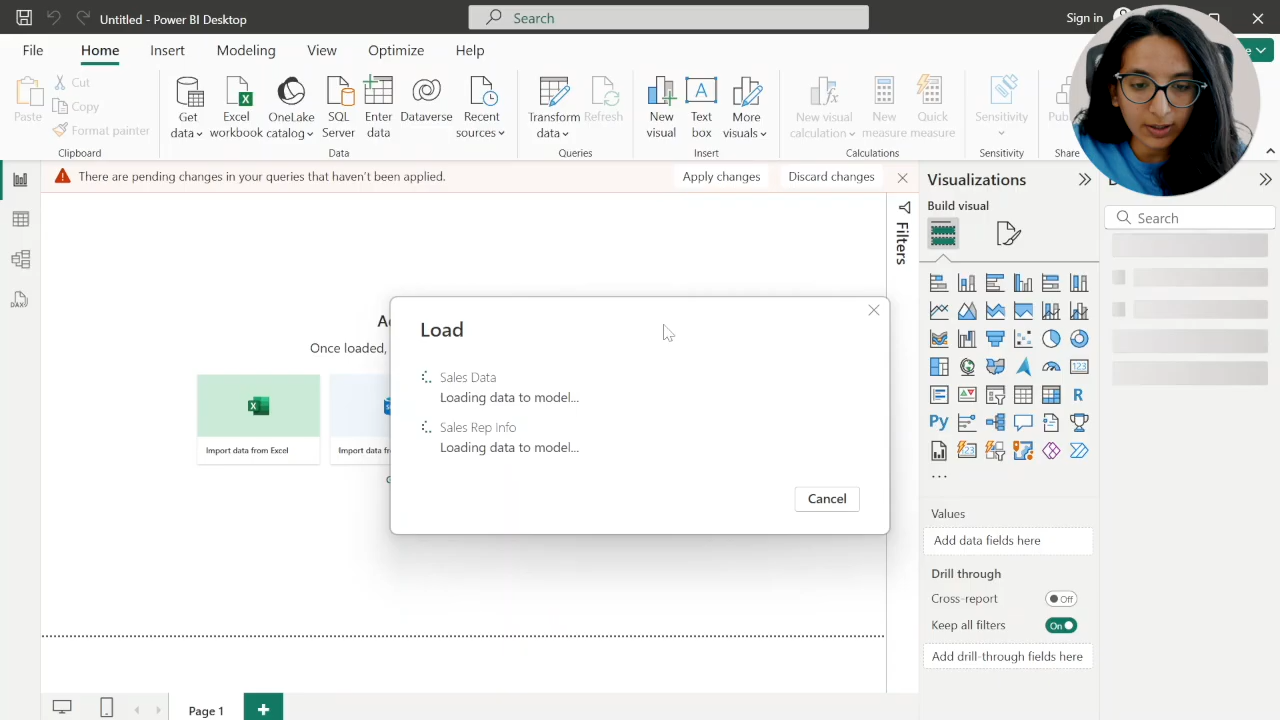 Untitled - Power BI Desktop
Search
Sign in
File
Home
Insert
Modeling
View
Optimize
Help
Paste
Cut
Copy
Format painter
Clipboard
Get data
Excel workbook
OneLake catalog
SQL Server
Enter data
Dataverse
Recent sources
Data
Transform data
Refresh
Queries
New visual
Text box
More visuals
Insert
New visual calculation
New measure
Quick measure
Calculations
Sensitivity
Sensitivity
Share
There are pending changes in your queries that haven't been applied.
Apply changes
Discard changes
Filters
Once loaded,
Import data from Excel
Load
Sales Data
Loading data to model...
Sales Rep Info
Loading data to model...
Cancel
Visualizations
Build visual
Values
Add data fields here
Drill through
Cross-report
Off
Keep all filters
On
Add drill-through fields here
Search
Page 1